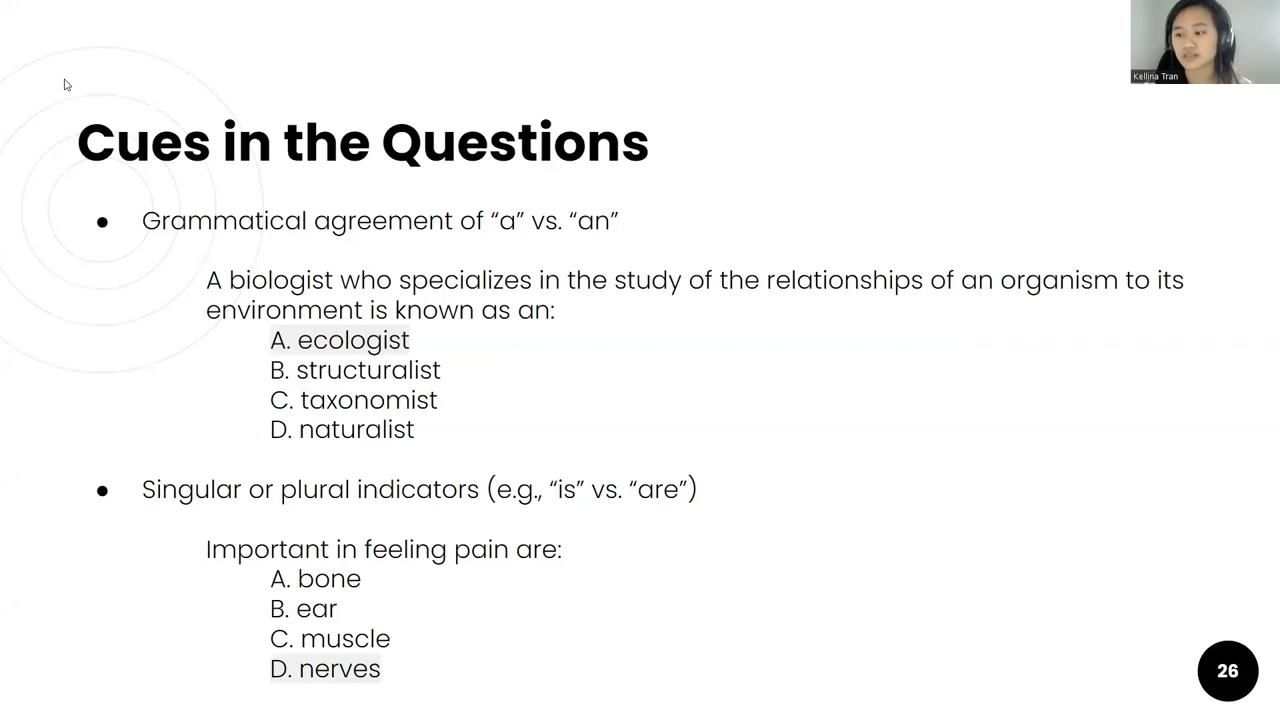 Kellina Tran
Cues in the Questions
● Grammatical agreement of “a” vs. “an”
A biologist who specializes in the study of the relationships of an organism to its
environment is known as an:
A. ecologist
B. structuralist
C. taxonomist
D. naturalist
● Singular or plural indicators (e.g., “is” vs. “are”)
Important in feeling pain are:
A. bone
B. ear
C. muscle
D. nerves
26